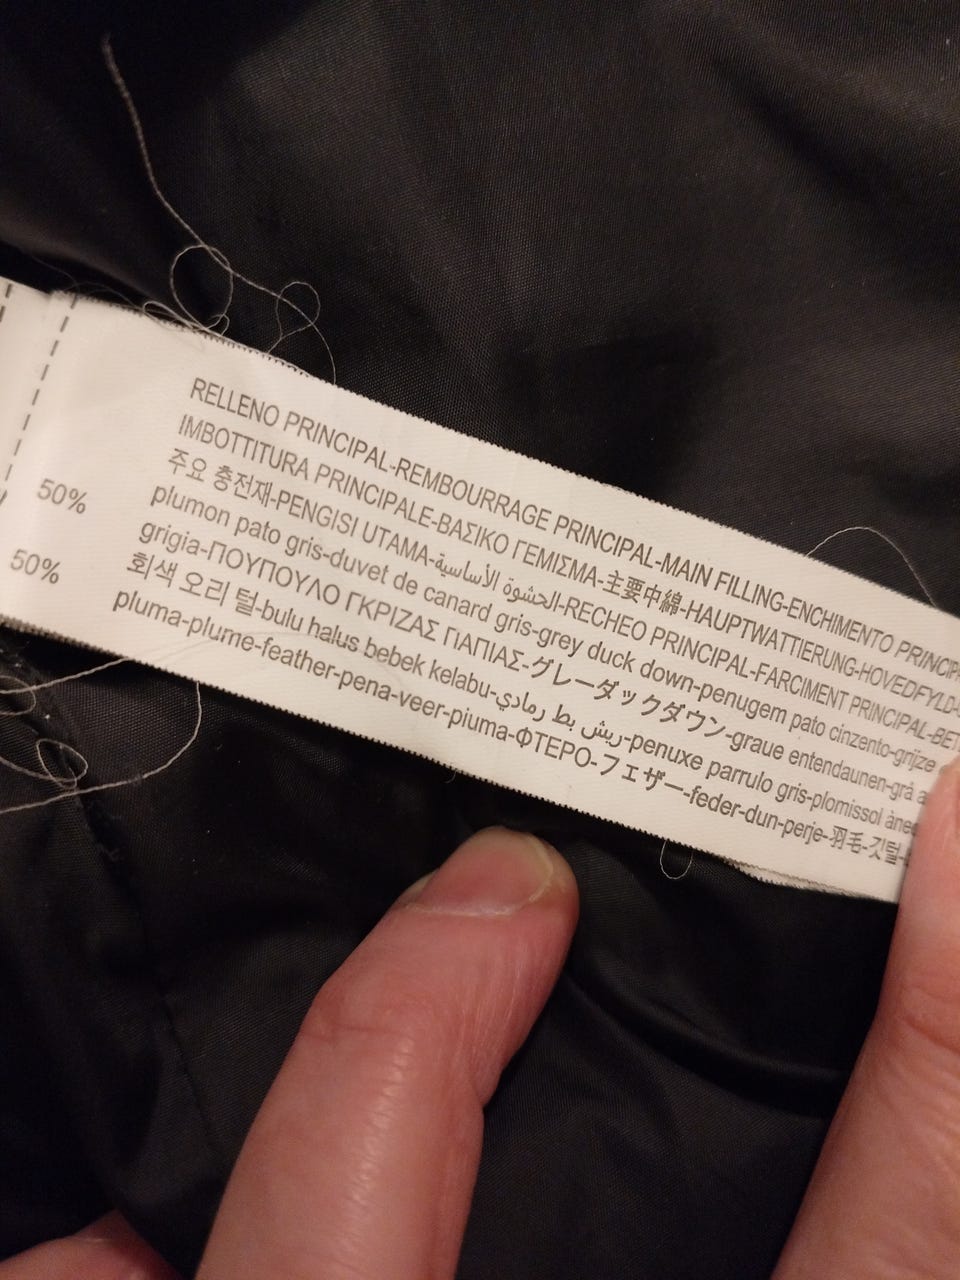 RELLENO PRINCIPAL-REMBOURRAGE PRINCIPAL-MAIN FILLING-ENCHIMENTO
IMBOTTITURA PRINCIPALE-ΒΑΣΙΚΟ ΓΕΜΙΣΜΑ-主要中綿-HAUPTWATTIERUNG-HOVEDFYLD-
주요 충전재-PENGISI UTAMA-الحشوة الأساسية-RECHEO PRINCIPAL-FARCIMENT PRINCIPAL-
50% plumon pato gris-duvet de canard gris-grey duck down-penugem pato cinzento-grijze
grigia-ΠΟΥΠΟΥΛΟ ΓΚΡΙΖΑΣ ΠΑΠΙΑΣ-グレーダックダウン-graue entendaunen-grå
회색 오리 털-bulu halus bebek kelabu-ريش بط رمادي-penuxe parrulo gris-plomissol
50% pluma-plume-feather-pena-veer-piuma-ΦΤΕΡΟ-フェザー-feder-dun-perje-羽毛-깃털-